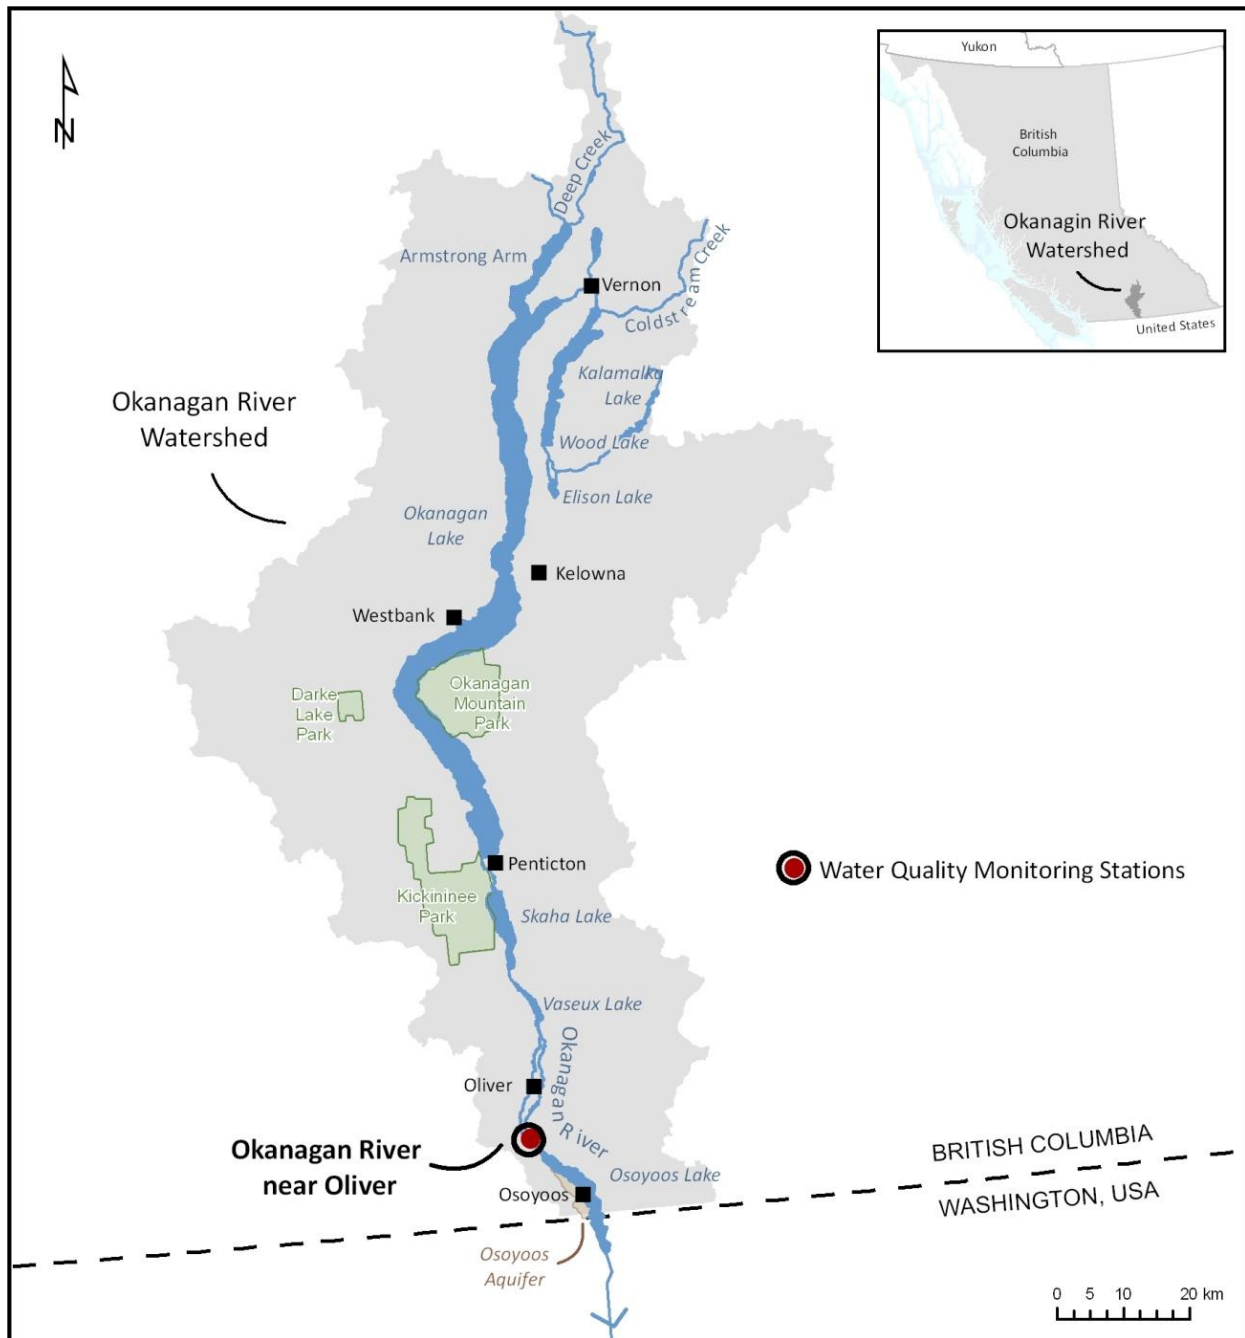 N
Yukon
British
Columbia
Okanagin River
Watershed
United States
Deep Creek
Armstrong Arm
Vernon
Coldstream Creek
Kalamalka
Lake
Okanagan River
Watershed
Wood Lake
Elison Lake
Okanagan
Lake
Kelowna
Westbank
Darke
Lake
Park
Okanagan
Mountain
Park
Penticton
Water Quality Monitoring Stations
Kickininee
Park
Skaha Lake
Vaseux Lake
Okanagan River
Oliver
Okanagan River
near Oliver
Osoyoos Lake
Osoyoos
BRITISH COLUMBIA
WASHINGTON, USA
Osoyoos
Aquifer
0 5 10 20 km